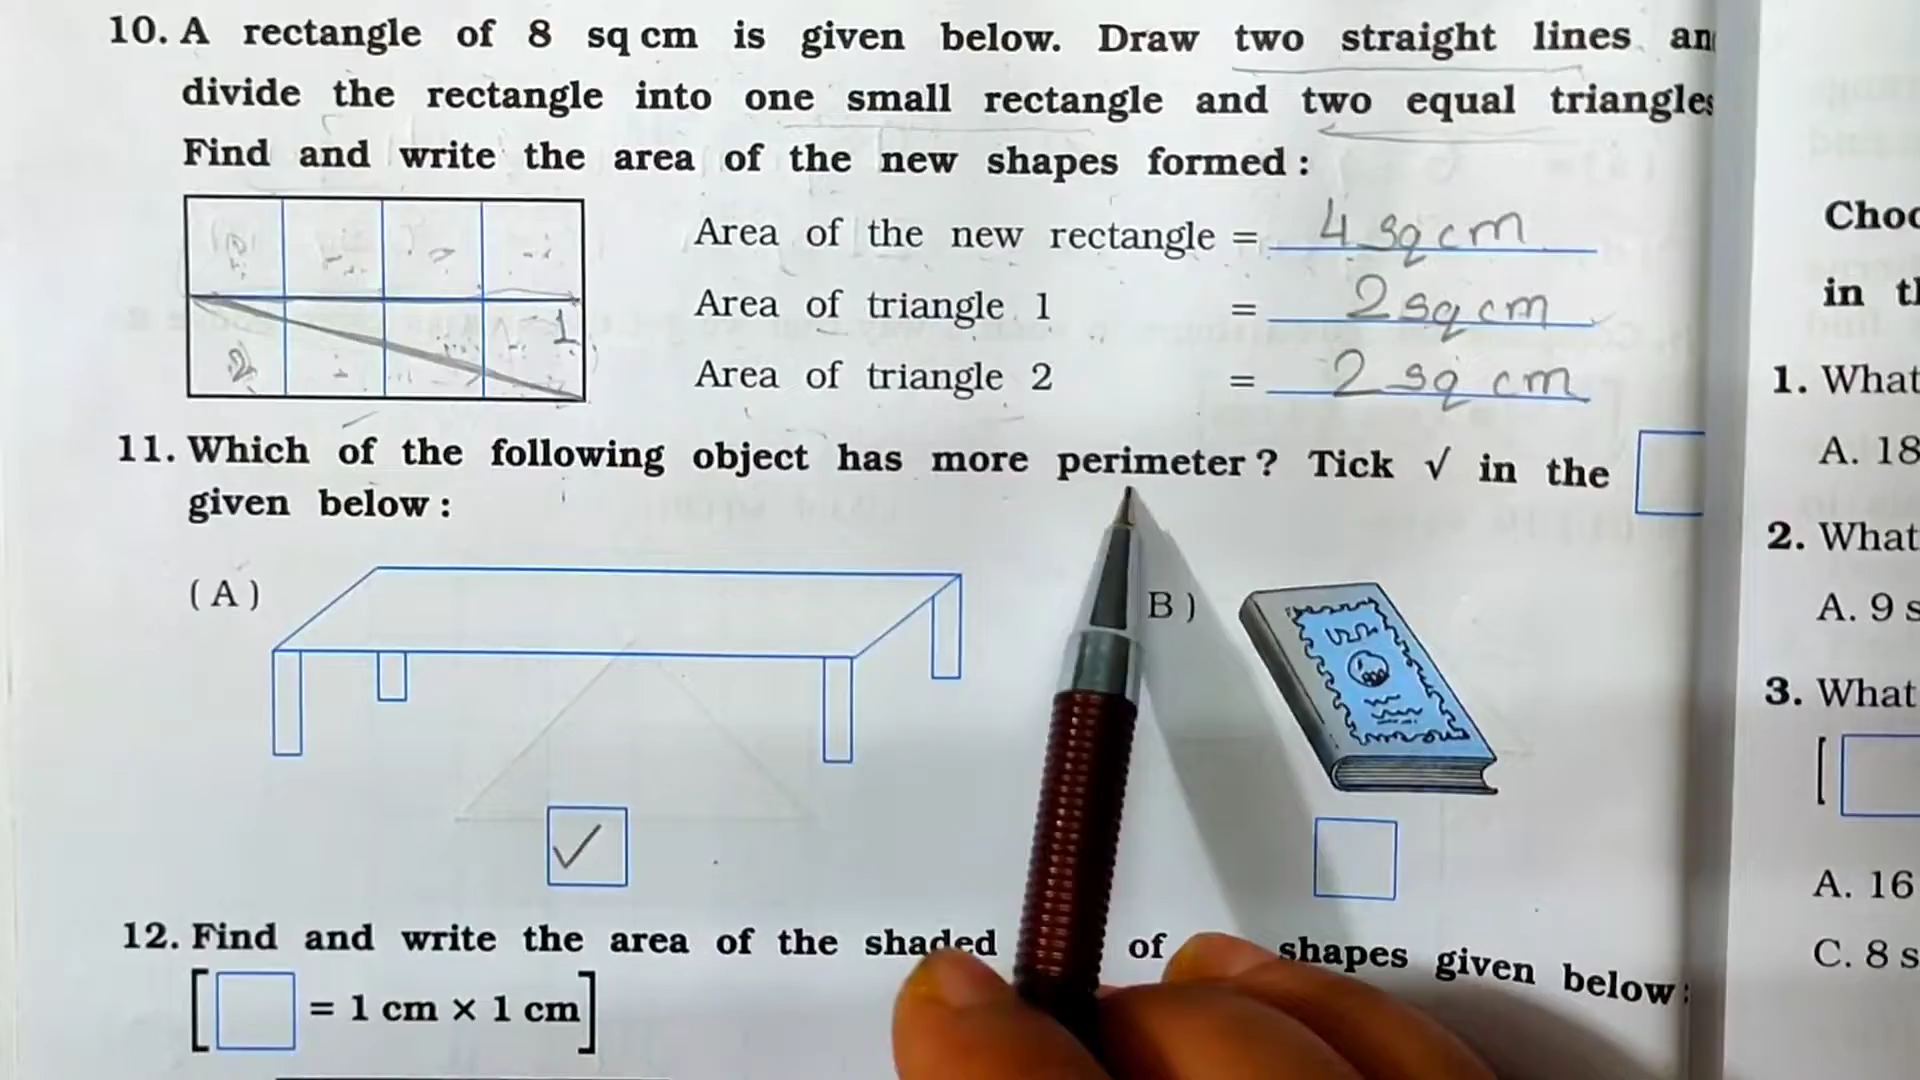 10. A rectangle of 8 sq cm is given below. Draw two straight lines an
divide the rectangle into one small rectangle and two equal triangles
Find and write the area of the new shapes formed :
Area of the new rectangle = 4 sq cm
1
Area of triangle 1 = 2 sq cm
2
Area of triangle 2 = 2 sq cm
11. Which of the following object has more perimeter ? Tick √ in the
given below :
( A )
B )
✓
12. Find and write the area of the shaded of shapes given below :
[ = 1 cm × 1 cm]
Choo
in th
1. What
A. 18
2. What
A. 9 s
3. What
[
A. 16
C. 8 s